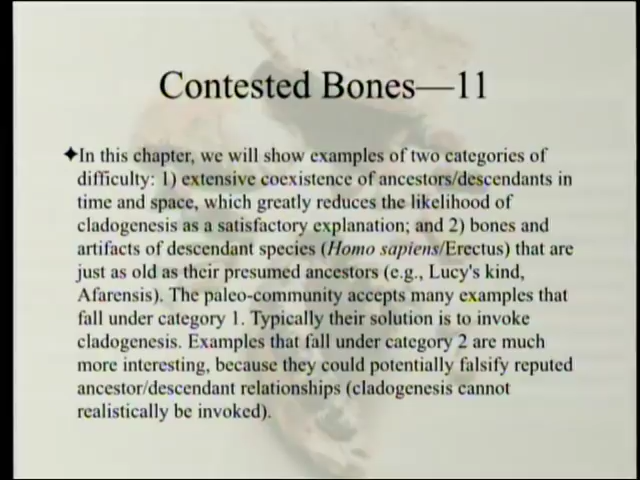 Contested Bones—11
✦In this chapter, we will show examples of two categories of
difficulty: 1) extensive coexistence of ancestors/descendants in
time and space, which greatly reduces the likelihood of
cladogenesis as a satisfactory explanation; and 2) bones and
artifacts of descendant species (Homo sapiens/Erectus) that are
just as old as their presumed ancestors (e.g., Lucy's kind,
Afarensis). The paleo-community accepts many examples that
fall under category 1. Typically their solution is to invoke
cladogenesis. Examples that fall under category 2 are much
more interesting, because they could potentially falsify reputed
ancestor/descendant relationships (cladogenesis cannot
realistically be invoked).